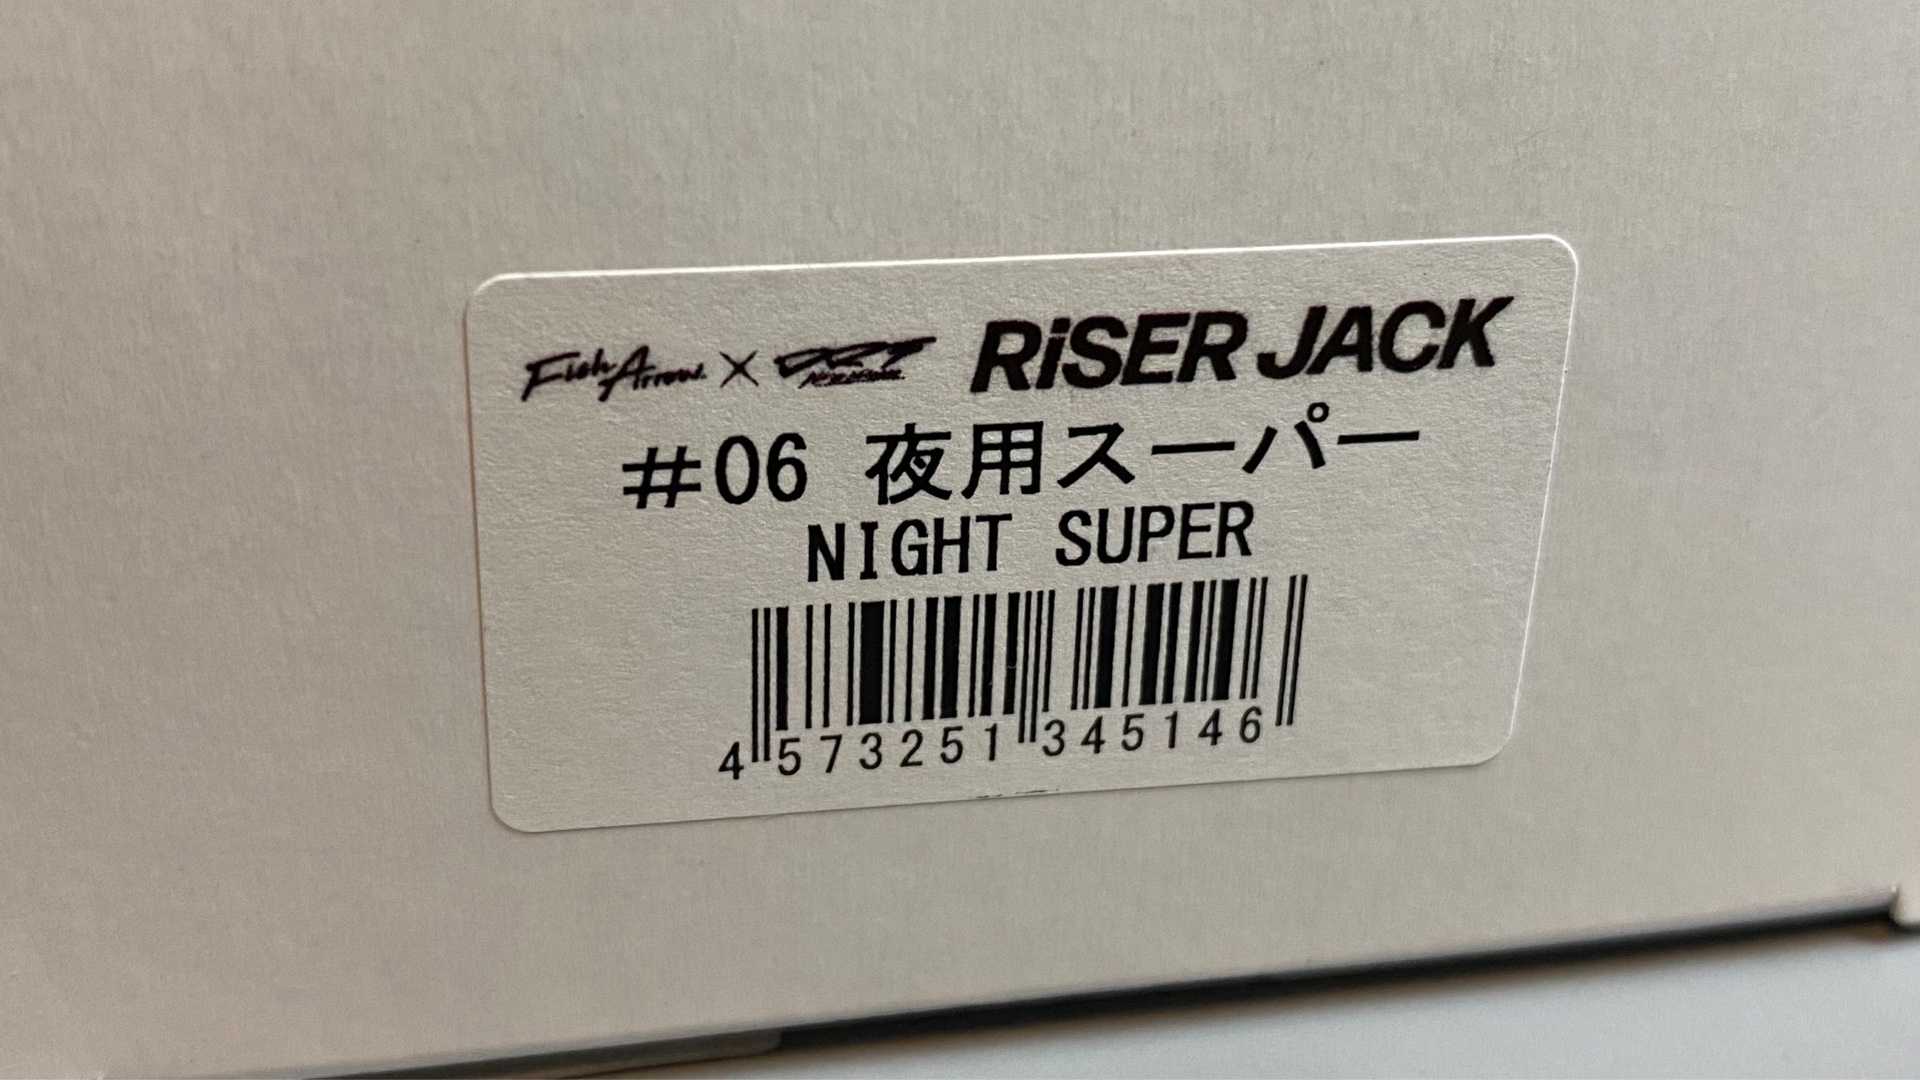 Fish Arrow × DRT RiSER JACK
#06 夜用スーパー
NIGHT SUPER
4 573251 345146